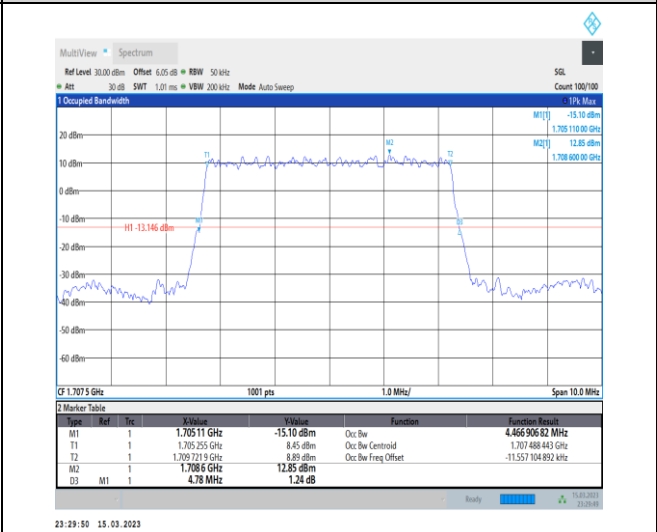 MultiView Spectrum
Ref Level 30.00 dBm Offset 6.05 dB RBW 50 kHz SGL
Att 30 dB SWT 1.01 ms VBW 200 kHz Mode Auto Sweep Count 100/100
1 Occupied Bandwidth 1Pk Max
M1[1] -15.10 dBm
1.705 110 00 GHz
M2[1] 12.85 dBm
1.708 600 00 GHz
20 dBm
M2
T1 T2
10 dBm
0 dBm
-10 dBm
M1 D3
H1 -13.146 dBm
-20 dBm
-30 dBm
-40 dBm
-50 dBm
-60 dBm
CF 1.707 5 GHz 1001 pts 1.0 MHz/ Span 10.0 MHz
2 Marker Table
Type Ref Trc X-Value Y-Value Function Function Result
M1 1 1.705 11 GHz -15.10 dBm Occ Bw 4.466 906 82 MHz
T1 1 1.705 255 GHz 8.45 dBm Occ Bw Centroid 1.707 488 443 GHz
T2 1 1.709 721 9 GHz 8.89 dBm Occ Bw Freq Offset -11.557 104 892 kHz
M2 1 1.708 6 GHz 12.85 dBm
D3 M1 1 4.78 MHz 1.24 dB
Ready 15.03.2023
23:29:49
23:29:50 15.03.2023